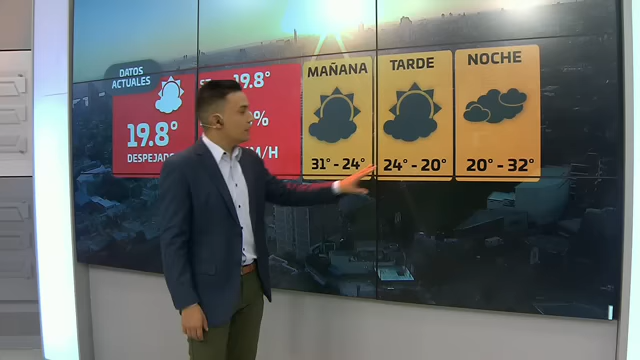 DATOS
ACTUALES
19.8°
19.8°
DESPEJADO
%
M/H
MAÑANA
31° - 24°
TARDE
24° - 20°
NOCHE
20° - 32°